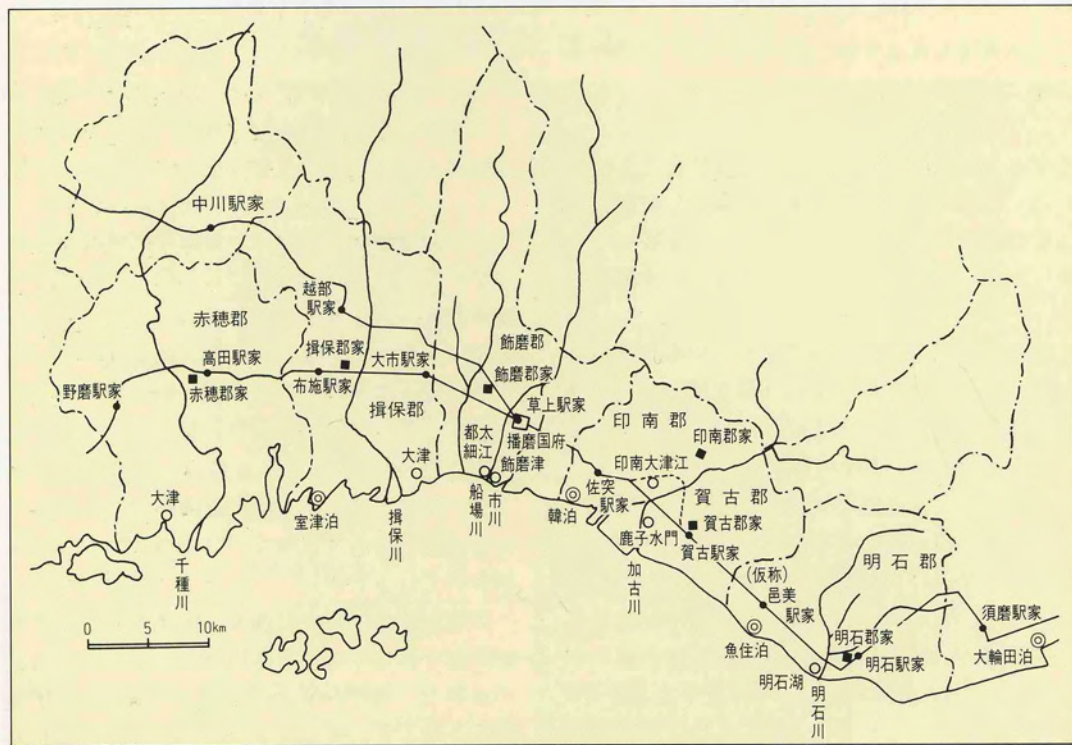 中川駅家
越部
駅家
赤穂郡
高田駅家
揖保郡家
大市駅家
飾磨郡
飾磨郡家
野磨駅家
赤穂郡家
布施駅家
揖保郡
草上駅家
都太
細江
播磨国府
飾磨津
印南郡
印南郡家
印南大津江
大津
佐突
駅家
賀古郡
大津
室津泊
揖保川
船場川
市川
韓泊
鹿子水門
賀古郡家
賀古駅家
千種川
加古川
(仮称)
邑美
駅家
明石郡
須磨駅家
魚住泊
明石郡家
明石駅家
大輪田泊
明石湖
明石川
0 5 10km